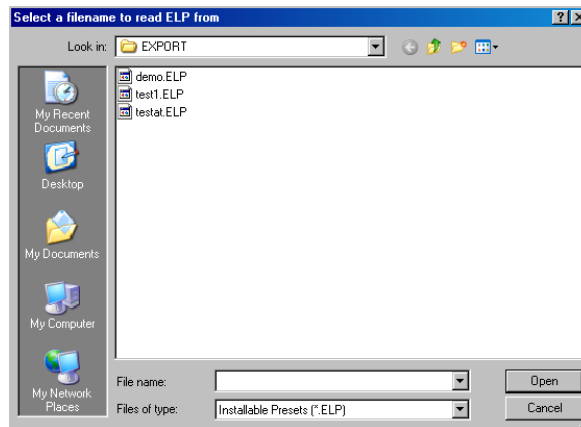 Select a filename to read ELP from
Look in: EXPORT
demo.ELP
test1.ELP
testat.ELP
My Recent
Documents
Desktop
My Documents
My Computer
My Network
Places
File name:
Open
Files of type: Installable Presets (*.ELP)
Cancel